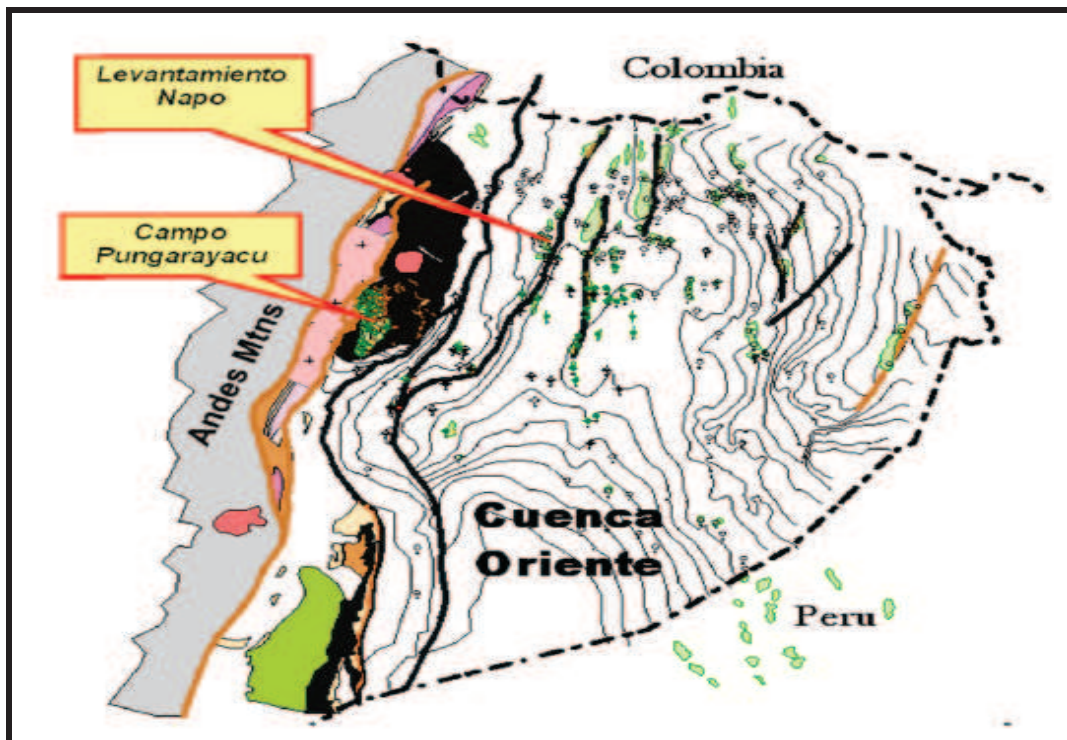 Levantamiento
Napo
Colombia
Campo
Pungarayacu
Andes Mtns
Cuenca
Oriente
Peru